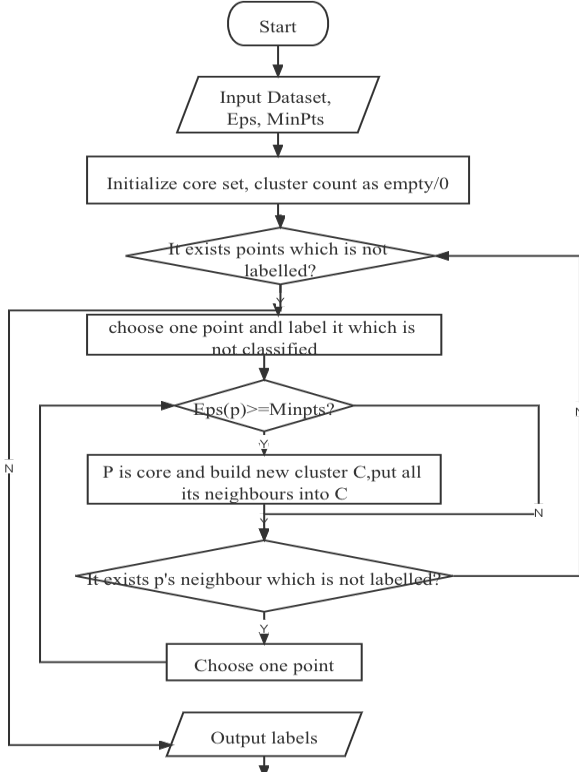 Start
Input Dataset,
Eps, MinPts
Initialize core set, cluster count as empty/0
It exists points which is not
labelled?
Y
choose one point andl label it which is
not classified
Eps(p)>=Minpts?
Y
P is core and build new cluster C,put all
its neighbours into C
N
Y
N
N
It exists p's neighbour which is not labelled?
Y
Choose one point
Output labels